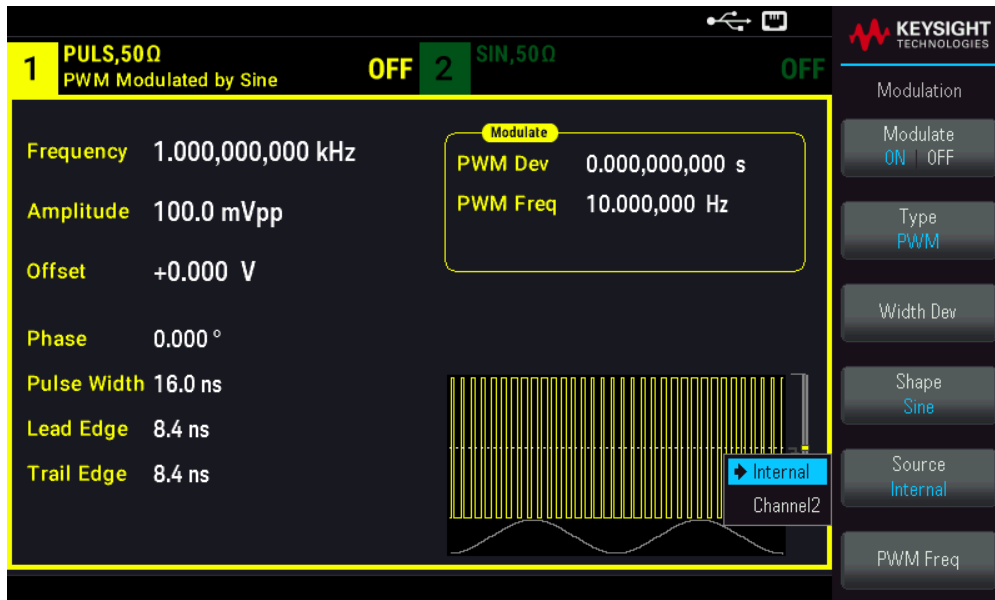 1 PULS,50Ω OFF
PWM Modulated by Sine
2 SIN,50Ω OFF
Frequency 1.000,000,000 kHz
Amplitude 100.0 mVpp
Offset +0.000 V
Phase 0.000 °
Pulse Width 16.0 ns
Lead Edge 8.4 ns
Trail Edge 8.4 ns
Modulate
PWM Dev 0.000,000,000 s
PWM Freq 10.000,000 Hz
Internal
Channel2
KEYSIGHT
TECHNOLOGIES
Modulation
Modulate
ON | OFF
Type
PWM
Width Dev
Shape
Sine
Source
Internal
PWM Freq